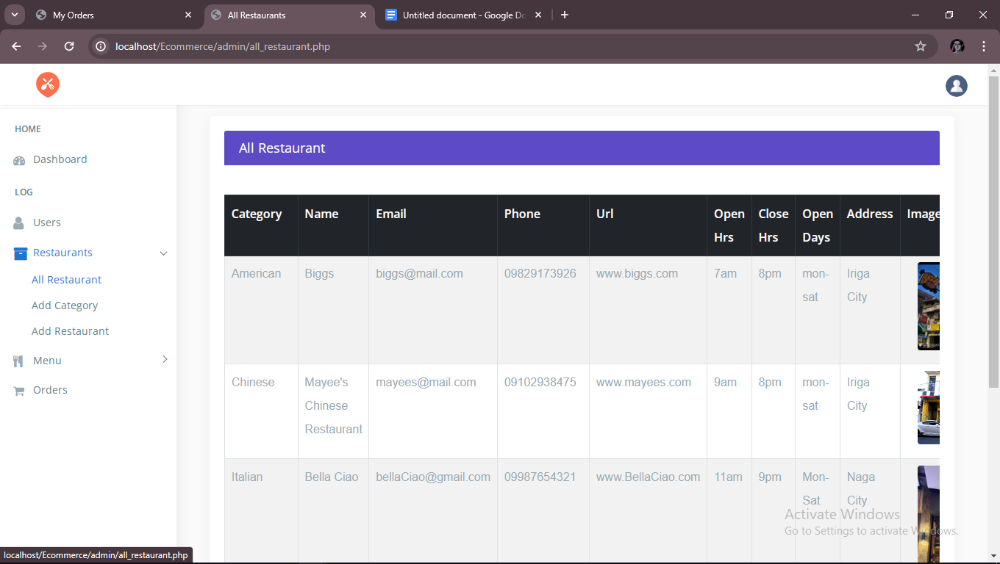 My Orders
All Restaurants
Untitled document - Google Do
localhost/Ecommerce/admin/all_restaurant.php
HOME
Dashboard
LOG
Users
Restaurants
All Restaurant
Add Category
Add Restaurant
Menu
Orders
All Restaurant
Category Name Email Phone Url Open Hrs Close Hrs Open Days Address Image
American Biggs biggs@mail.com 09829173926 www.biggs.com 7am 8pm mon-sat Iriga City
Chinese Mayee's Chinese Restaurant mayees@mail.com 09102938475 www.mayees.com 9am 8pm mon-sat Iriga City
Italian Bella Ciao bellaCiao@gmail.com 09987654321 www.BellaCiao.com 11am 9pm Mon-Sat Naga City
Activate Windows
Go to Settings to activate Windows.
localhost/Ecommerce/admin/all_restaurant.php